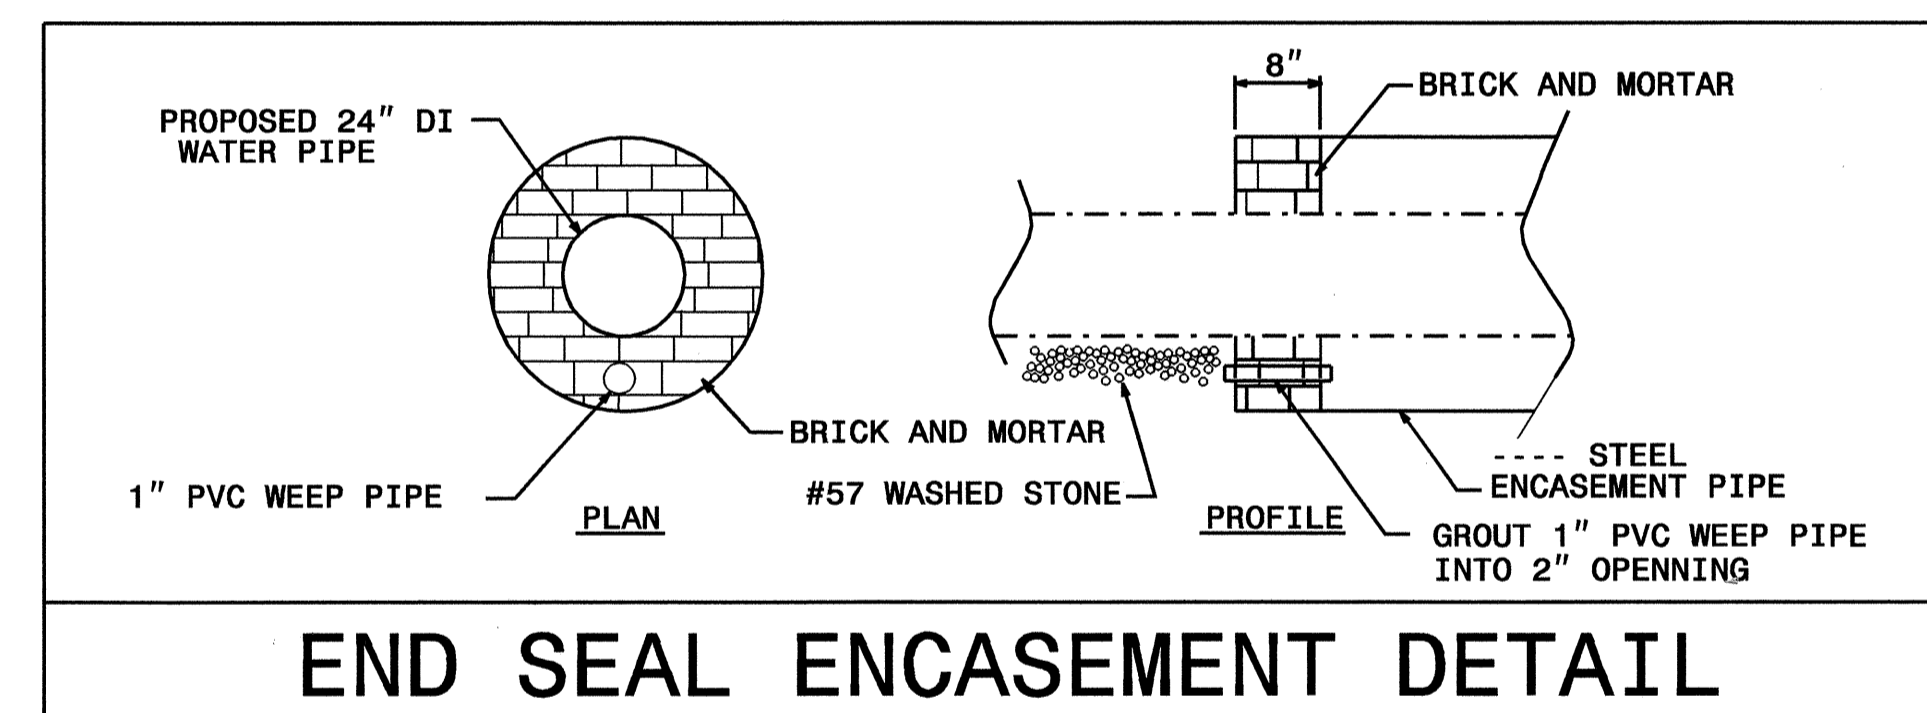 PROPOSED 24" DI
WATER PIPE
1" PVC WEEP PIPE
PLAN
BRICK AND MORTAR
#57 WASHED STONE
8"
BRICK AND MORTAR
---- STEEL
ENCASEMENT PIPE
PROFILE
GROUT 1" PVC WEEP PIPE
INTO 2" OPENNING
END SEAL ENCASEMENT DETAIL